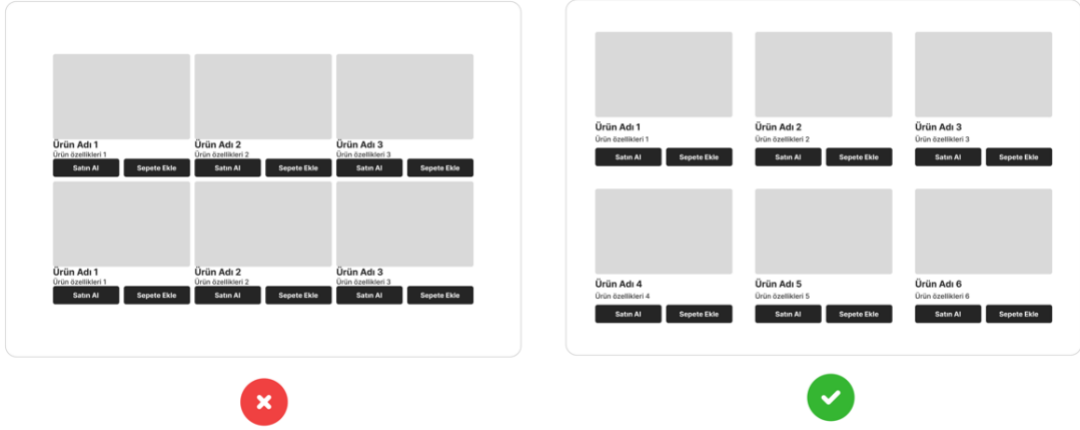 Ürün Adı 1 Ürün Adı 2 Ürün Adı 3
Ürün özellikleri 1 Ürün özellikleri 2 Ürün özellikleri 3
Satın Al Sepete Ekle Satın Al Sepete Ekle Satın Al Sepete Ekle
Ürün Adı 1 Ürün Adı 2 Ürün Adı 3
Ürün özellikleri 1 Ürün özellikleri 2 Ürün özellikleri 3
Satın Al Sepete Ekle Satın Al Sepete Ekle Satın Al Sepete Ekle
Ürün Adı 1 Ürün Adı 2 Ürün Adı 3
Ürün özellikleri 1 Ürün özellikleri 2 Ürün özellikleri 3
Satın Al Sepete Ekle Satın Al Sepete Ekle Satın Al Sepete Ekle
Ürün Adı 4 Ürün Adı 5 Ürün Adı 6
Ürün özellikleri 4 Ürün özellikleri 5 Ürün özellikleri 6
Satın Al Sepete Ekle Satın Al Sepete Ekle Satın Al Sepete Ekle